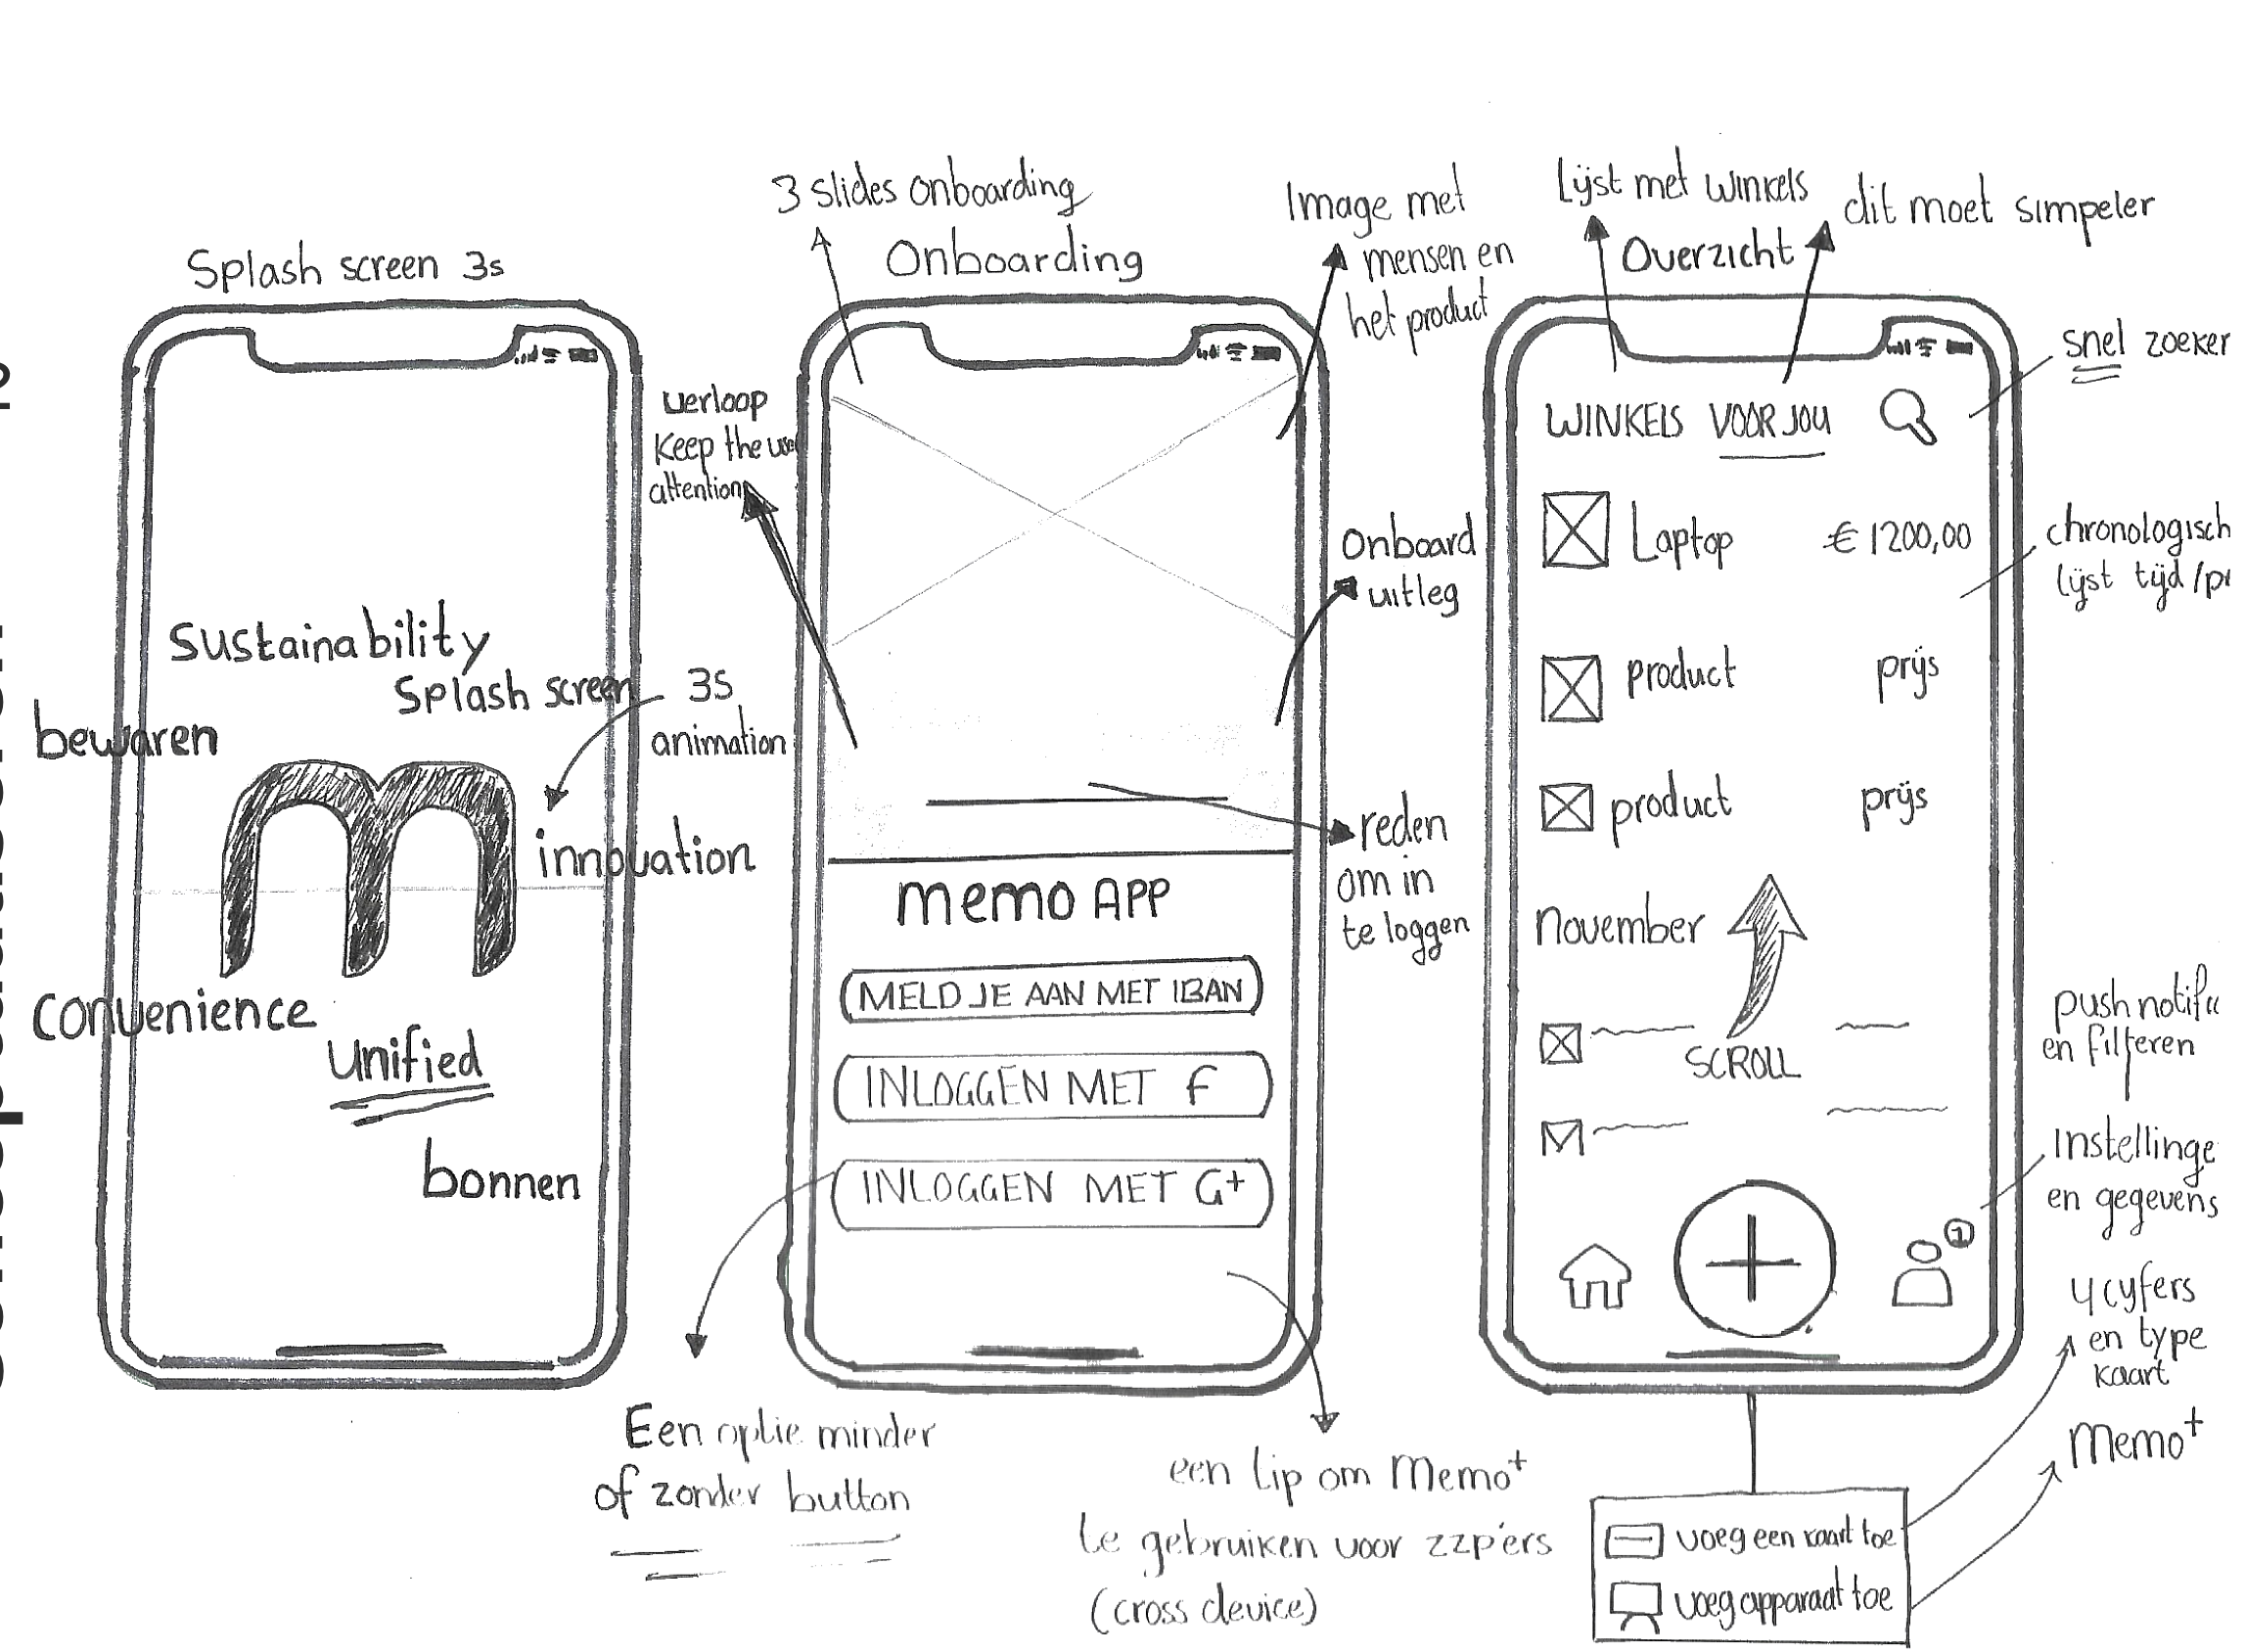 Splash screen 3s
sustainability
Splash screen 3s
animation
bewaren
m
innovation
convenience
unified
bonnen
3 slides onboarding
Onboarding
Image met
mensen en
het product
verloop
Keep the
attention
Onboard
uitleg
reden
om in
te loggen
memo APP
MELD JE AAN MET IBAN
INLOGGEN MET F
INLOGGEN MET G+
Een optie minder
of zonder button
een tip om Memo+
te gebruiken voor zzp'ers
(cross device)
Lijst met winkels
dit moet simpeler
Overzicht
snel zoeker
WINKELS VOOR JOU
Laptop € 1200,00
chronologisch
lijst tijd /
product prijs
product prijs
november
SCROLL
push
en filteren
Instellinge
en gegevens
1
4 cijfers
en type
kaart
Memo+
voeg een kaart toe
voeg apparaat toe